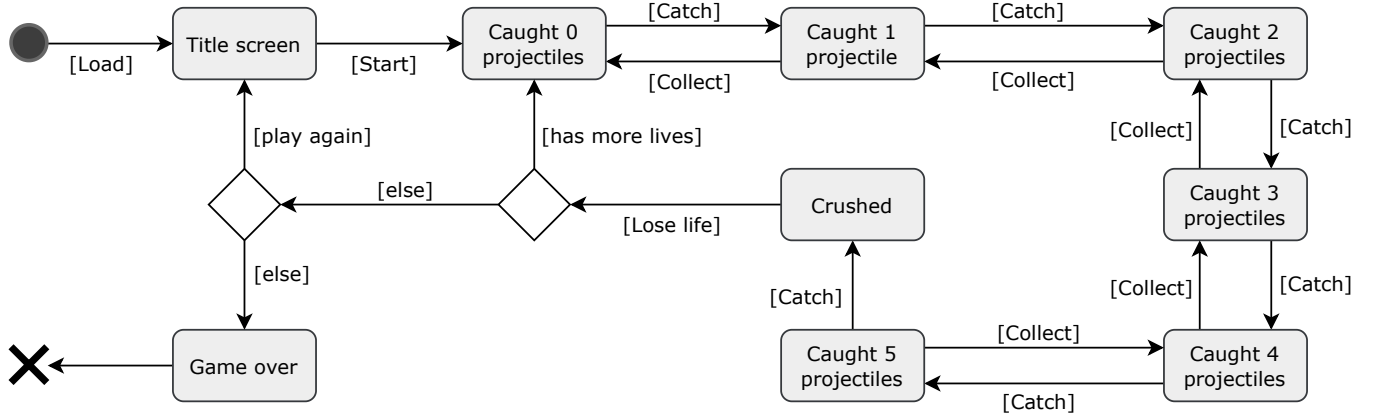 [Load]
Title screen
[Start]
Caught 0
projectiles
[Catch]
[Collect]
Caught 1
projectile
[Catch]
[Collect]
Caught 2
projectiles
[play again]
[has more lives]
[Collect]
[Catch]
[else]
[Lose life]
Crushed
Caught 3
projectiles
[else]
[Catch]
[Collect]
[Catch]
Game over
Caught 5
projectiles
[Collect]
[Catch]
Caught 4
projectiles